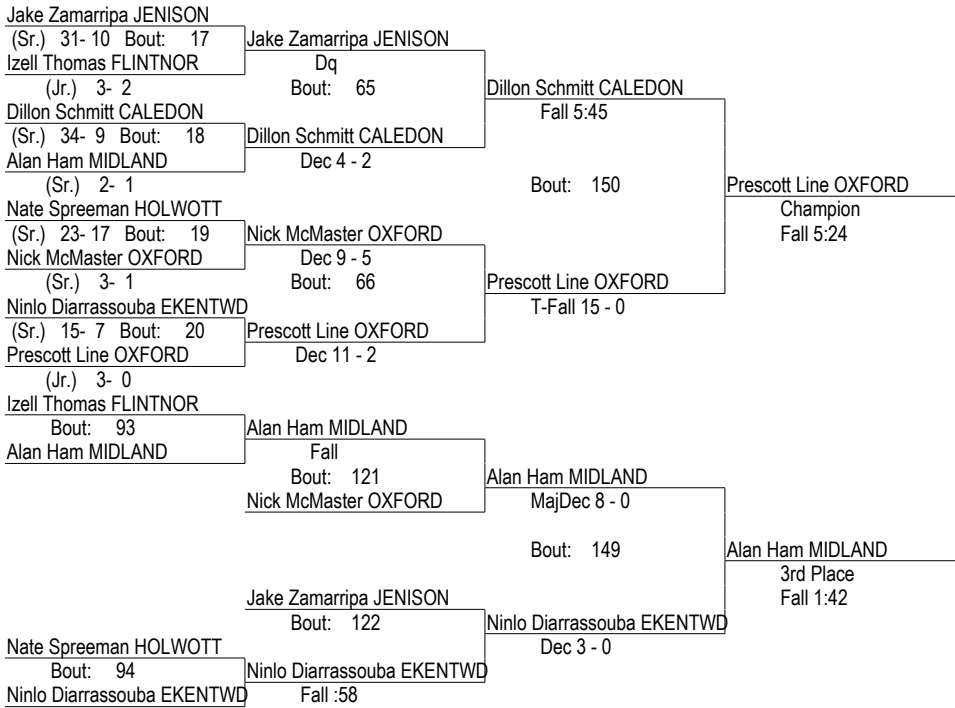 Jake Zamarripa JENISON
(Sr.) 31- 10 Bout: 17
Izell Thomas FLINTNOR
(Jr.) 3- 2
Dillon Schmitt CALEDON
(Sr.) 34- 9 Bout: 18
Alan Ham MIDLAND
(Sr.) 2- 1
Nate Spreeman HOLWOTT
(Sr.) 23- 17 Bout: 19
Nick McMaster OXFORD
(Sr.) 3- 1
Ninlo Diarrassouba EKENTWD
(Sr.) 15- 7 Bout: 20
Prescott Line OXFORD
(Jr.) 3- 0
Jake Zamarripa JENISON
Dq
Bout: 65
Dillon Schmitt CALEDON
Dec 4 - 2
Nick McMaster OXFORD
Dec 9 - 5
Bout: 66
Prescott Line OXFORD
Dec 11 - 2
Dillon Schmitt CALEDON
Fall 5:45
Bout: 150
Prescott Line OXFORD
T-Fall 15 - 0
Prescott Line OXFORD
Champion
Fall 5:24
Izell Thomas FLINTNOR
Bout: 93
Alan Ham MIDLAND
Alan Ham MIDLAND
Fall
Bout: 121
Nick McMaster OXFORD
Alan Ham MIDLAND
MajDec 8 - 0
Bout: 149
Alan Ham MIDLAND
3rd Place
Fall 1:42
Jake Zamarripa JENISON
Bout: 122
Ninlo Diarrassouba EKENTWD
Dec 3 - 0
Nate Spreeman HOLWOTT
Bout: 94
Ninlo Diarrassouba EKENTWD
Ninlo Diarrassouba EKENTWD
Fall :58